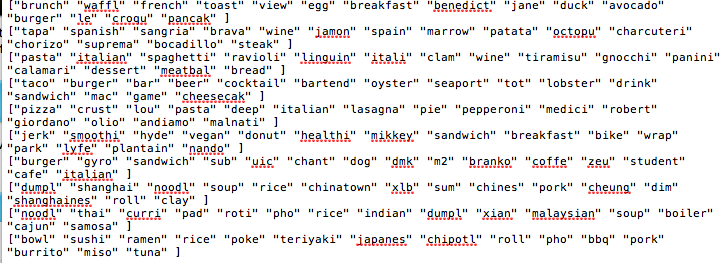 ["brunch" "waffl" "french" "toast" "view" "egg" "breakfast" "benedict" "jane" "duck" "avocado"
"burger" "le" "croqu" "pancak" ]
["tapa" "spanish" "sangria" "brava" "wine" "jamon" "spain" "marrow" "patata" "octopu" "charcuteri"
"chorizo" "suprema" "bocadillo" "steak" ]
["pasta" "italian" "spaghetti" "ravioli" "linguin" "itali" "clam" "wine" "tiramisu" "gnocchi" "panini"
"calamari" "dessert" "meatbal" "bread" ]
["taco" "burger" "bar" "beer" "cocktail" "bartend" "oyster" "seaport" "tot" "lobster" "drink"
"sandwich" "mac" "game" "cheesecak" ]
["pizza" "crust" "lou" "pasta" "deep" "italian" "lasagna" "pie" "pepperoni" "medici" "robert"
"giordano" "olio" "andiamo" "malnati" ]
["jerk" "smoothi" "hyde" "vegan" "donut" "healthi" "mikkey" "sandwich" "breakfast" "bike" "wrap"
"park" "lyfe" "plantain" "nando" ]
["burger" "gyro" "sandwich" "sub" "uic" "chant" "dog" "dmk" "m2" "branko" "coffe" "zeu" "student"
"cafe" "italian" ]
["dumpl" "shanghai" "noodl" "soup" "rice" "chinatown" "xlb" "sum" "chines" "pork" "cheung" "dim"
"shanghaines" "roll" "clay" ]
["noodl" "thai" "curri" "pad" "roti" "pho" "rice" "indian" "dumpl" "xian" "malaysian" "soup" "boiler"
"cajun" "samosa" ]
["bowl" "sushi" "ramen" "rice" "poke" "teriyaki" "japanes" "chipotl" "roll" "pho" "bbq" "pork"
"burrito" "miso" "tuna" ]